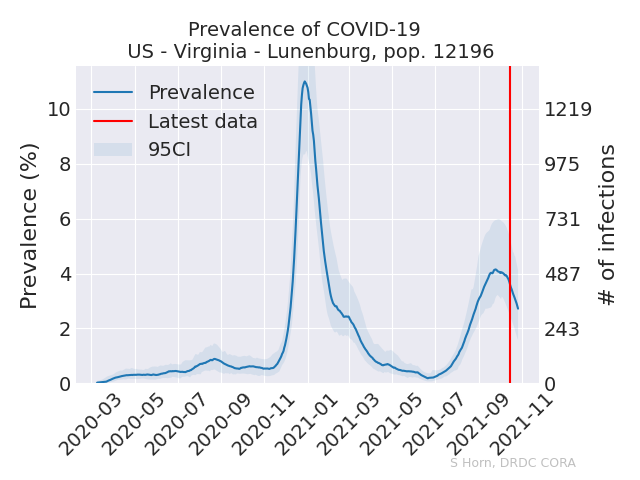 Prevalence of COVID-19
US - Virginia - Lunenburg, pop. 12196
Prevalence
Latest data
95CI
Prevalence (%)
10
8
6
4
2
0
1219
975
731
487
243
0
# of infections
2020-03
2020-05
2020-07
2020-09
2020-11
2021-01
2021-03
2021-05
2021-07
2021-09
2021-11
S Horn, DRDC CORA